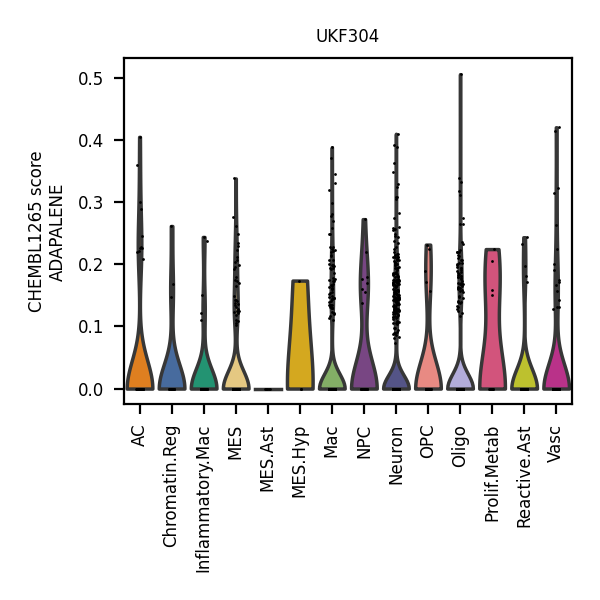 UKF304
CHEMBL1265 score
ADAPALENE
0.5
0.4
0.3
0.2
0.1
0.0
AC
Chromatin.Reg
Inflammatory.Mac
MES
MES.Ast
MES.Hyp
Mac
NPC
Neuron
OPC
Oligo
Prolif.Metab
Reactive.Ast
Vasc